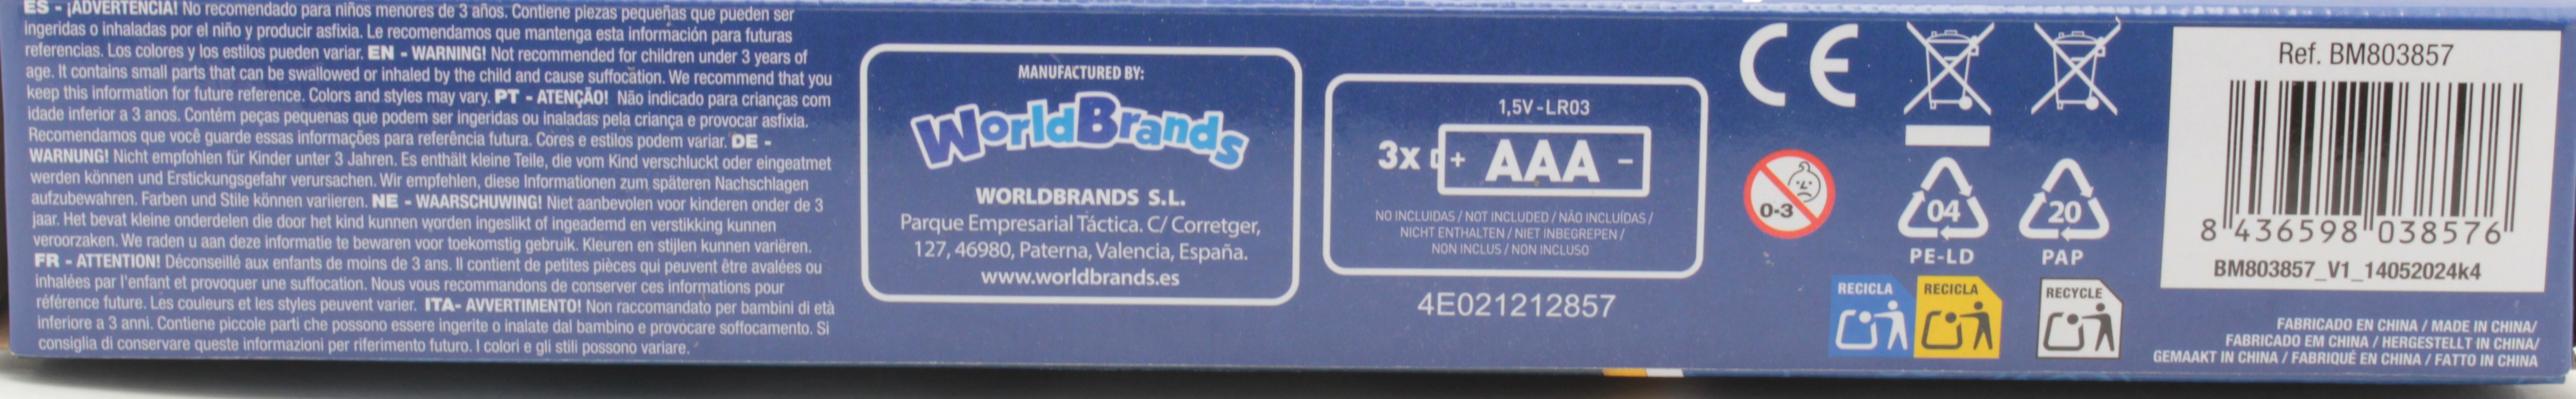 ES - ¡ADVERTENCIA! No recomendado para niños menores de 3 años. Contiene piezas pequeñas que pueden ser
ingeridas o inhaladas por el niño y producir asfixia. Le recomendamos que mantenga esta información para futuras
referencias. Los colores y los estilos pueden variar. EN - WARNING! Not recommended for children under 3 years of
age. It contains small parts that can be swallowed or inhaled by the child and cause suffocation. We recommend that you
keep this information for future reference. Colors and styles may vary. PT - ATENÇÃO! Não indicado para crianças com
idade inferior a 3 anos. Contém peças pequenas que podem ser ingeridas ou inaladas pela criança e provocar asfixia.
Recomendamos que você guarde essas informações para referência futura. Cores e estilos podem variar. DE -
WARNUNG! Nicht empfohlen für Kinder unter 3 Jahren. Es enthält kleine Teile, die vom Kind verschluckt oder eingeatmet
werden können und Erstickungsgefahr verursachen. Wir empfehlen, diese Informationen zum späteren Nachschlagen
aufzubewahren. Farben und Stile können variieren. NE - WAARSCHUWING! Niet aanbevolen voor kinderen onder de 3
jaar. Het bevat kleine onderdelen die door het kind kunnen worden ingeslikt of ingeademd en verstikking kunnen
veroorzaken. We raden u aan deze informatie te bewaren voor toekomstig gebruik. Kleuren en stijlen kunnen variëren.
FR - ATTENTION! Déconseillé aux enfants de moins de 3 ans. Il contient de petites pièces qui peuvent être avalées ou
inhalées par l'enfant et provoquer une suffocation. Nous vous recommandons de conserver ces informations pour
référence future. Les couleurs et les styles peuvent varier. ITA- AVVERTIMENTO! Non raccomandato per bambini di età
inferiore a 3 anni. Contiene piccole parti che possono essere ingerite o inalate dal bambino e provocare soffocamento. Si
consiglia di conservare queste informazioni per riferimento futuro. I colori e gli stili possono variare.
MANUFACTURED BY:
WorldBrands
WORLDBRANDS S.L.
Parque Empresarial Táctica. C/ Corretger,
127, 46980, Paterna, Valencia, España.
www.worldbrands.es
1,5V - LR03
3x + AAA -
NO INCLUIDAS / NOT INCLUDED / NÃO INCLUÍDAS /
NICHT ENTHALTEN / NIET INBEGREPEN /
NON INCLUS / NON INCLUSO
4E021212857
CE
0-3
04
PE-LD
20
PAP
RECICLA
RECICLA
RECYCLE
Ref. BM803857
8 436598 038576
BM803857_V1_14052024k4
FABRICADO EN CHINA / MADE IN CHINA/
FABRICADO EM CHINA / HERGESTELLT IN CHINA/
GEMAAKT IN CHINA / FABRIQUÉ EN CHINA / FATTO IN CHINA